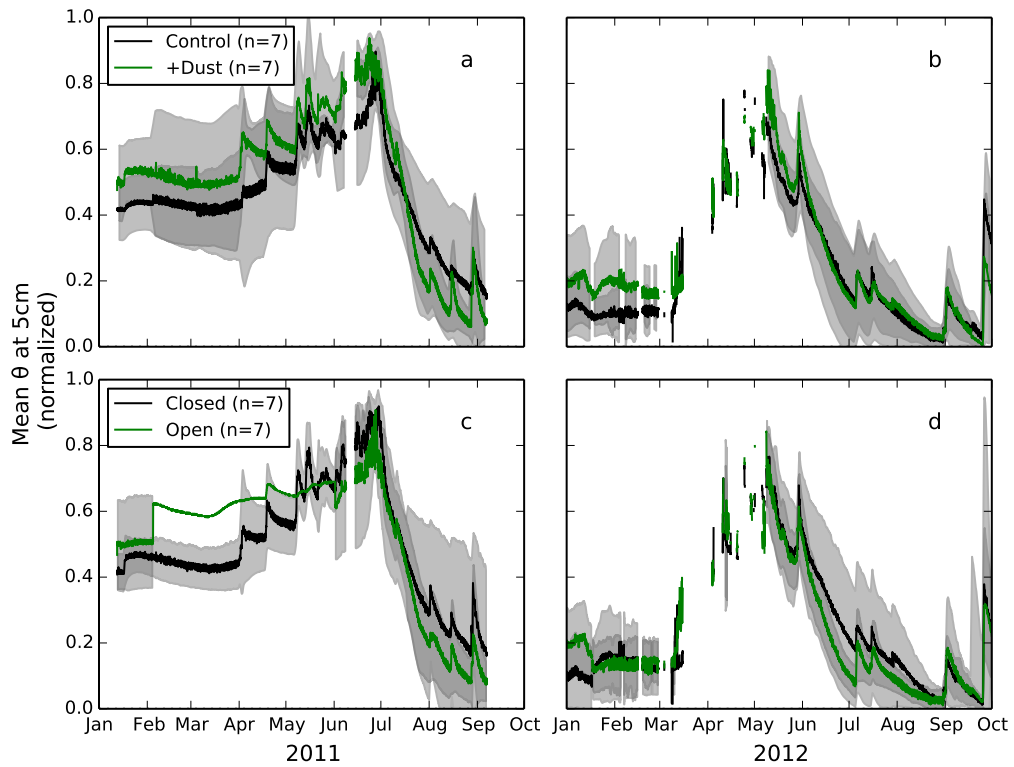 1.0
0.8
0.6
0.4
0.2
0.0
Control (n=7)
+Dust (n=7)
a
b
Mean θ at 5cm
(normalized)
1.0
0.8
0.6
0.4
0.2
0.0
Closed (n=7)
Open (n=7)
c
d
Jan Feb Mar Apr May Jun Jul Aug Sep Oct
Jan Feb Mar Apr May Jun Jul Aug Sep Oct
2011
2012